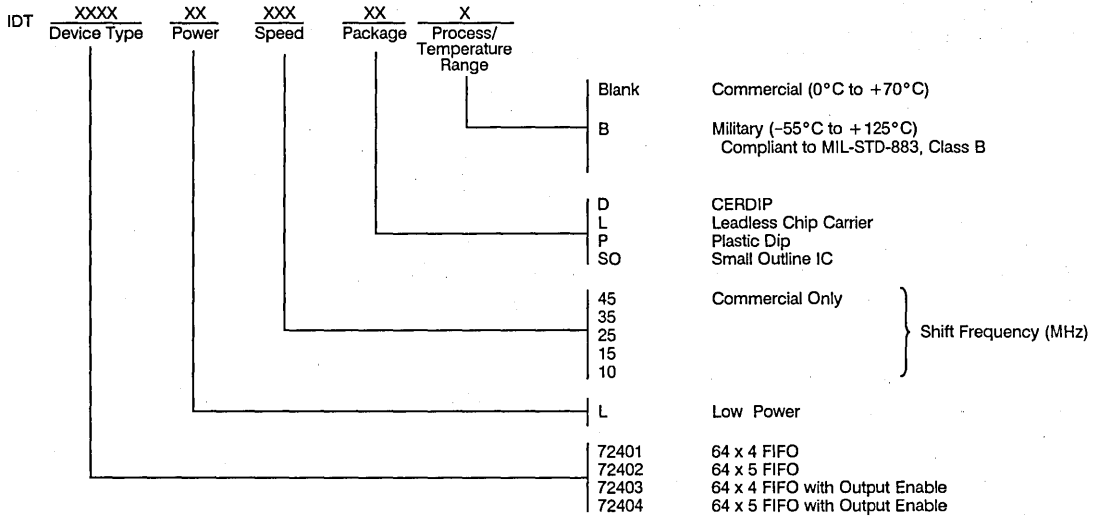 IDT XXXX XX XXX XX X
Device Type Power Speed Package Process/
Temperature
Range
Blank Commercial (0°C to +70°C)
B Military (–55°C to +125°C)
Compliant to MIL-STD-883, Class B
D CERDIP
L Leadless Chip Carrier
P Plastic Dip
SO Small Outline IC
45 Commercial Only
35
25 Shift Frequency (MHz)
15
10
L Low Power
72401 64 x 4 FIFO
72402 64 x 5 FIFO
72403 64 x 4 FIFO with Output Enable
72404 64 x 5 FIFO with Output Enable